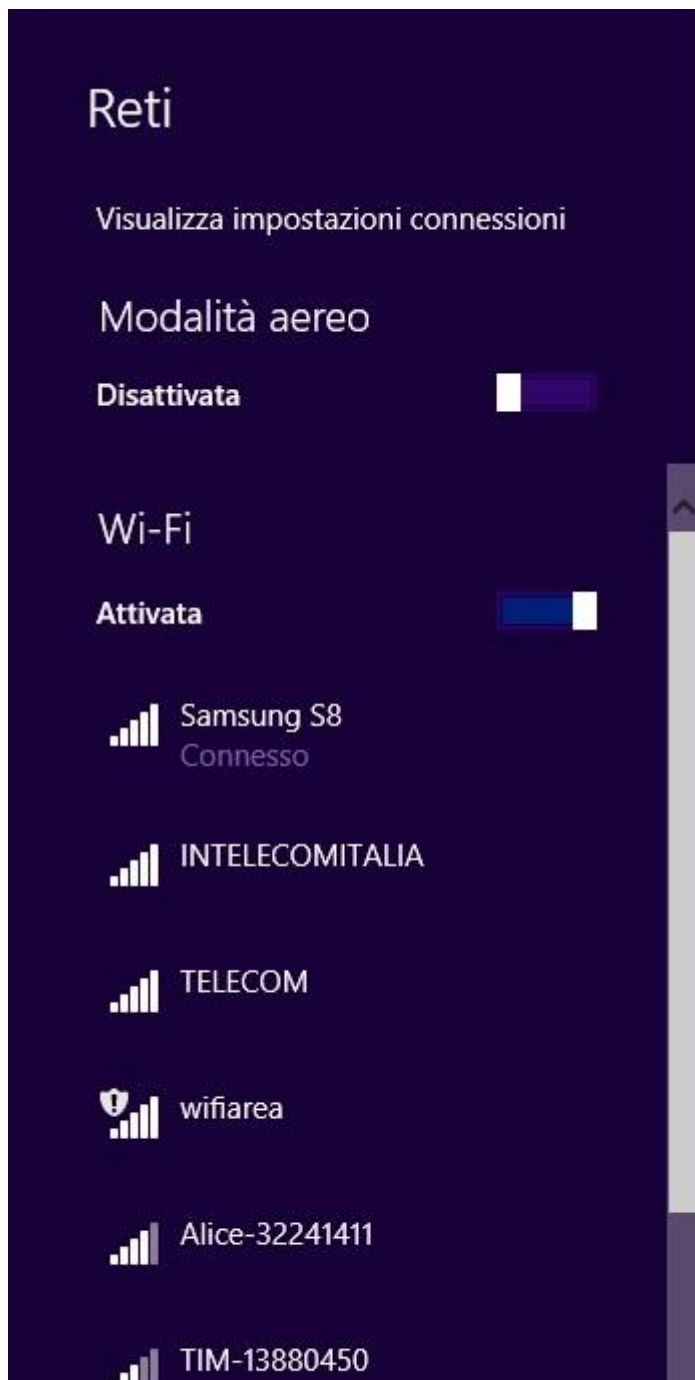 Reti
Visualizza impostazioni connessioni
Modalità aereo
Disattivata
Wi-Fi
Attivata
Samsung S8
Connesso
INTELECOMITALIA
TELECOM
wifiarea
Alice-32241411
TIM-13880450